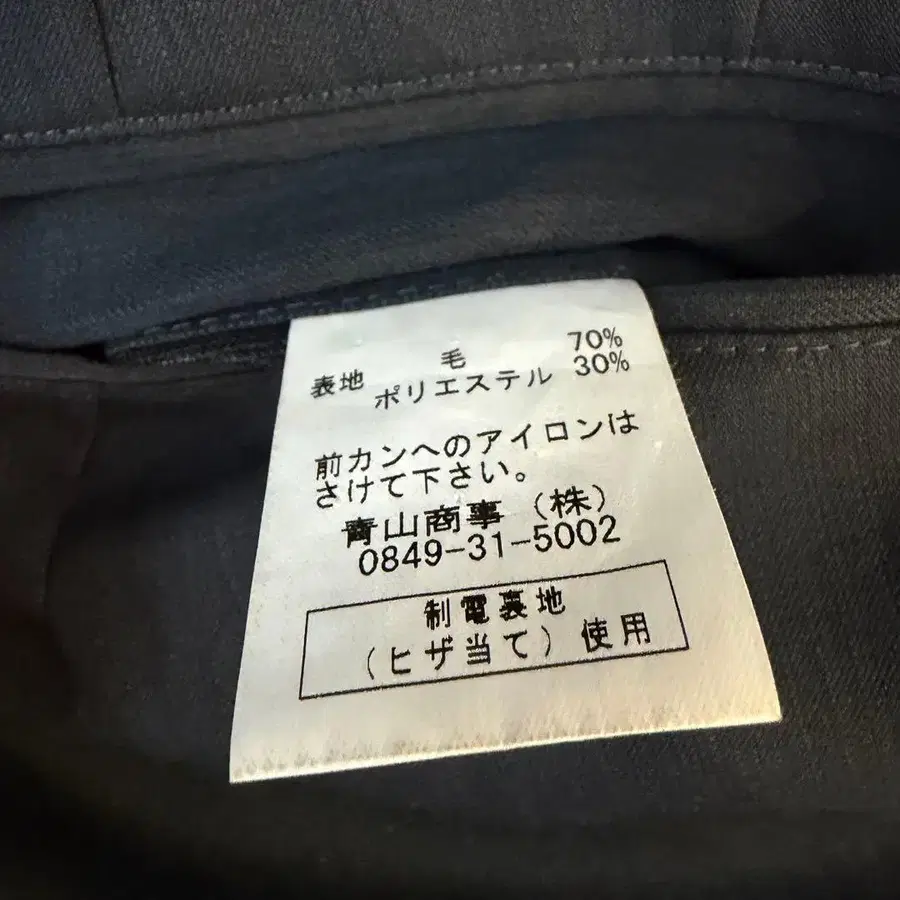 表地 毛 70%
ポリエステル 30%
前カンへのアイロンは
さけて下さい。
青山商事（株）
0849-31-5002
制電裏地
（ヒザ当て）使用